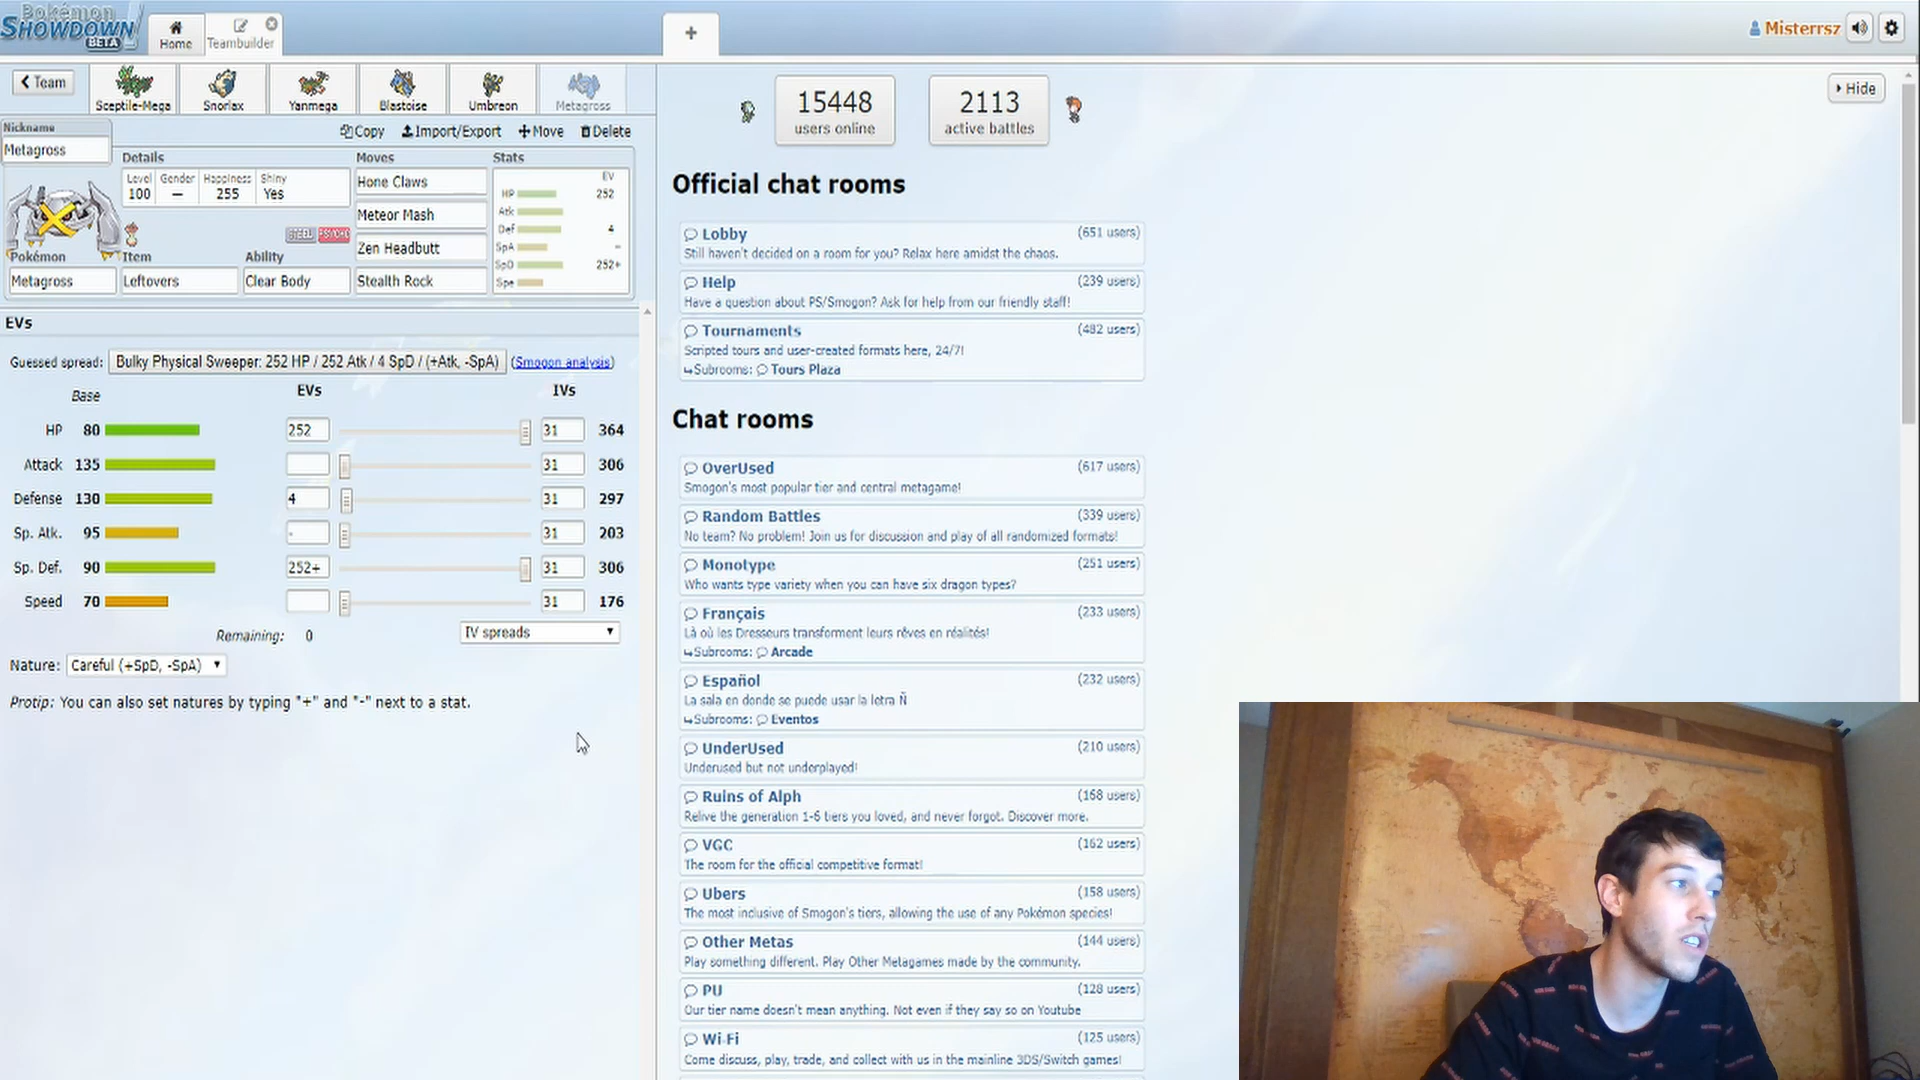 Pokémon
SHOWDOWN!
BETA
Home
Teambuilder
+
Misterrsz
Team
Sceptile-Mega
Snorlax
Yanmega
Blastoise
Umbreon
Metagross
Nickname
Metagross
Copy
Import/Export
Move
Delete
Details
Level
100
Gender
—
Happiness
255
Shiny
Yes
STEEL
PSYCHC
Pokémon
Metagross
Item
Leftovers
Ability
Clear Body
Moves
Hone Claws
Meteor Mash
Zen Headbutt
Stealth Rock
Stats
EV
HP 252
Atk
Def 4
SpA -
SpD 252+
Spe
EVs
Guessed spread: Bulky Physical Sweeper: 252 HP / 252 Atk / 4 SpD / (+Atk, -SpA) (Smogon analysis)
Base EVs IVs
HP 80 252 31 364
Attack 135 31 306
Defense 130 4 31 297
Sp. Atk. 95 - 31 203
Sp. Def. 90 252+ 31 306
Speed 70 31 176
Remaining: 0 IV spreads
Nature: Careful (+SpD, -SpA)
Protip: You can also set natures by typing "+" and "-" next to a stat.
15448
users online
2113
active battles
Hide
Official chat rooms
Lobby (651 users)
Still haven't decided on a room for you? Relax here amidst the chaos.
Help (239 users)
Have a question about PS/Smogon? Ask for help from our friendly staff!
Tournaments (482 users)
Scripted tours and user-created formats here, 24/7!
Subrooms: Tours Plaza
Chat rooms
OverUsed (617 users)
Smogon's most popular tier and central metagame!
Random Battles (339 users)
No team? No problem! Join us for discussion and play of all randomized formats!
Monotype (251 users)
Who wants type variety when you can have six dragon types?
Français (233 users)
Là où les Dresseurs transforment leurs rêves en réalités!
Subrooms: Arcade
Español (232 users)
La sala en donde se puede usar la letra Ñ
Subrooms: Eventos
UnderUsed (210 users)
Underused but not underplayed!
Ruins of Alph (168 users)
Relive the generation 1-6 tiers you loved, and never forgot. Discover more.
VGC (162 users)
The room for the official competitive format!
Ubers (158 users)
The most inclusive of Smogon's tiers, allowing the use of any Pokémon species!
Other Metas (144 users)
Play something different. Play Other Metagames made by the community.
PU (128 users)
Our tier name doesn't mean anything. Not even if they say so on Youtube
Wi-Fi (125 users)
Come discuss, play, trade, and collect with us in the mainline 3DS/Switch games!